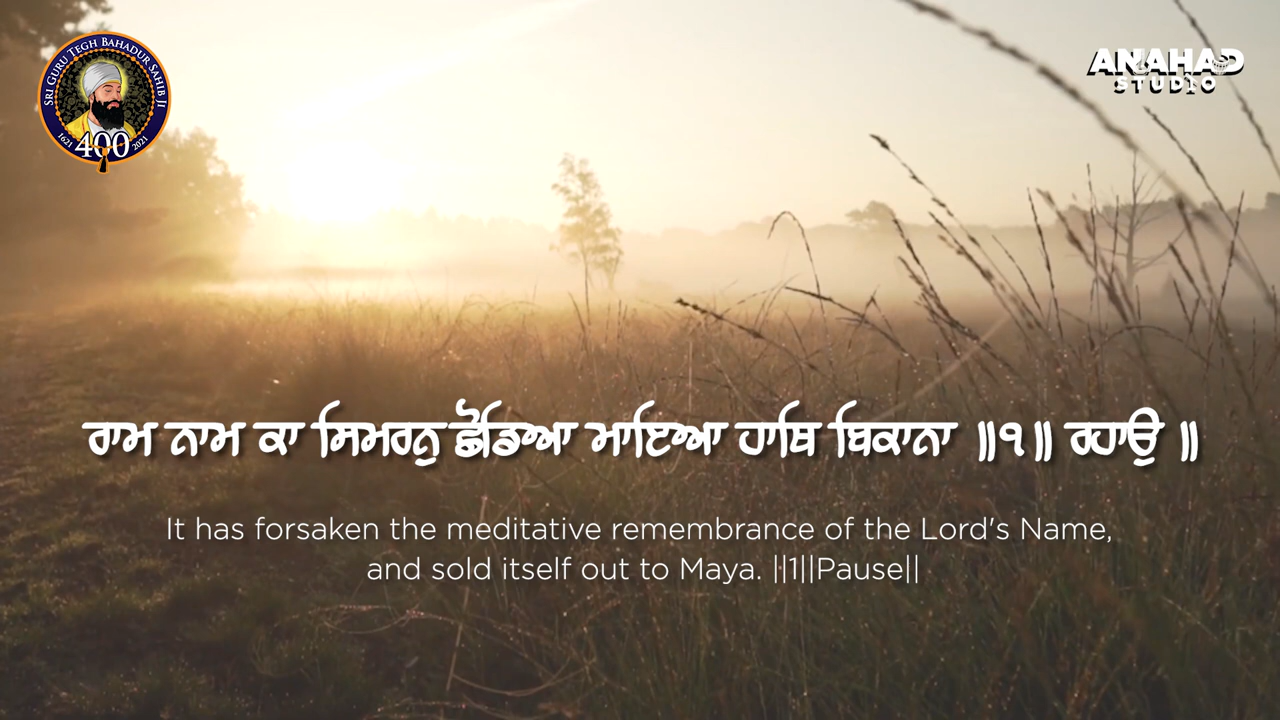 SRI GURU TEGH BAHADUR SAHIB JI
1621 400 2021
ANAHAD
STUDIO
ਰਾਮ ਨਾਮ ਕਾ ਸਿਮਰਨੁ ਛੋਡਿਆ ਮਾਇਆ ਹਾਥਿ ਬਿਕਾਨਾ ॥੧॥ ਰਹਾਉ ॥
It has forsaken the meditative remembrance of the Lord's Name,
and sold itself out to Maya. ||1||Pause||